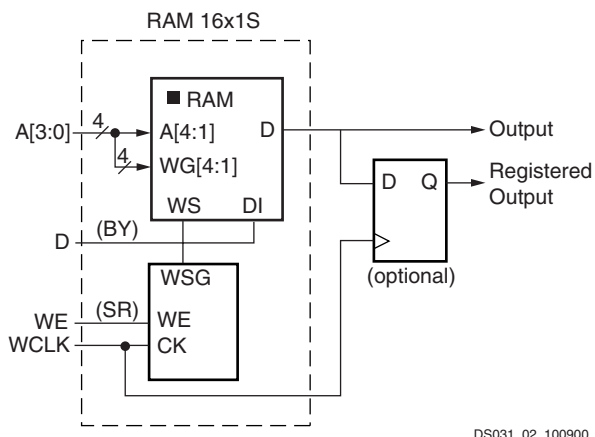 RAM 16x1S
RAM
A[3:0]
4
A[4:1]
D
Output
4
WG[4:1]
D
Q
Registered
Output
WS
DI
D
(BY)
WSG
(optional)
WE
(SR)
WE
WCLK
CK
DS031_02_100900